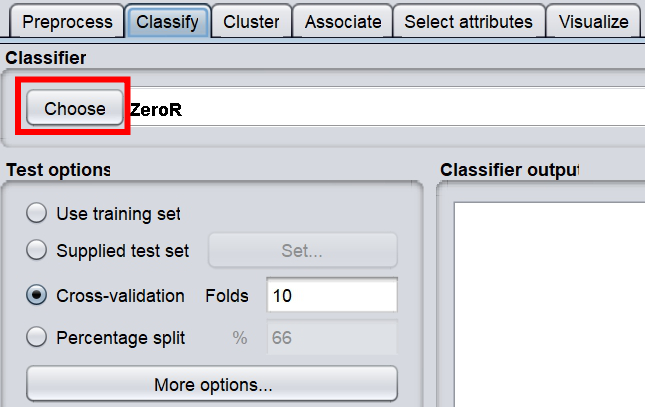 Preprocess Classify Cluster Associate Select attributes Visualize
Classifier
Choose ZeroR
Test options Classifier output
Use training set
Supplied test set Set...
Cross-validation Folds 10
Percentage split % 66
More options...